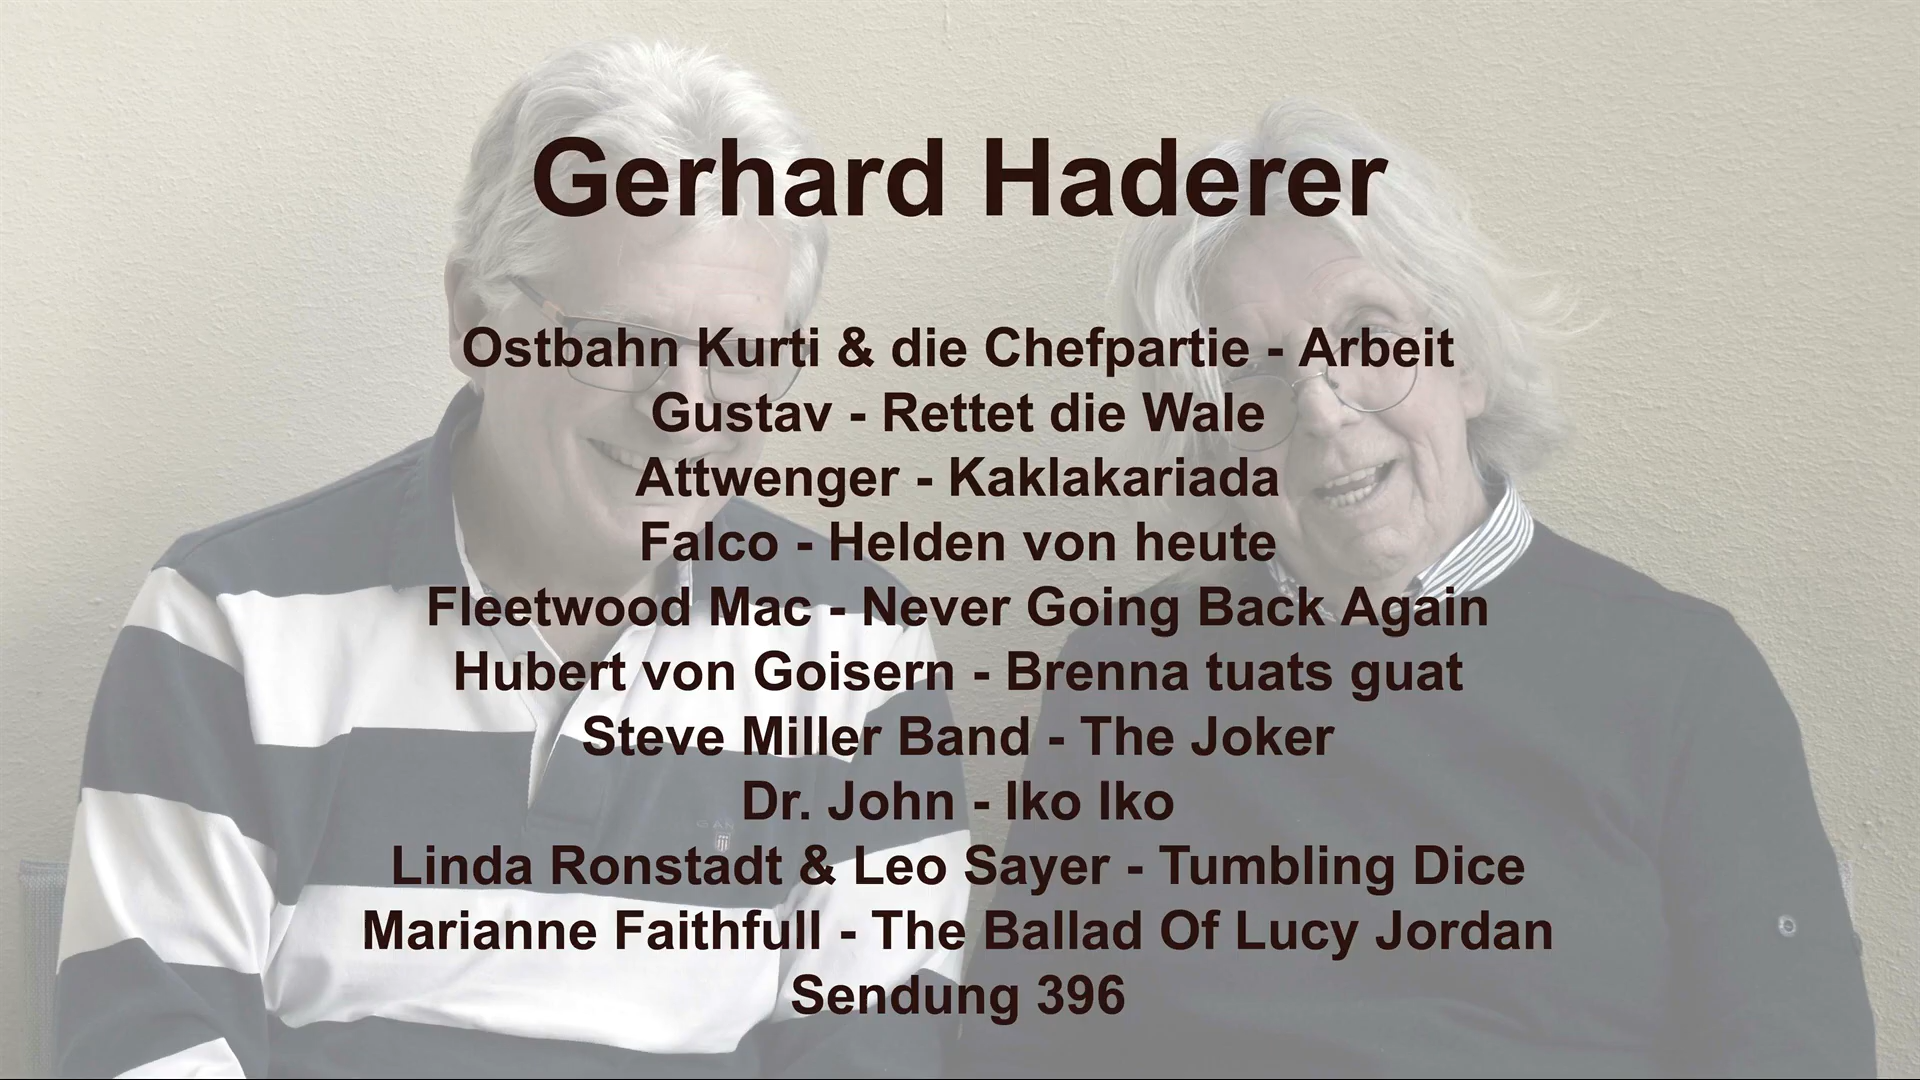 Gerhard Haderer
Ostbahn Kurti & die Chefpartie - Arbeit
Gustav - Rettet die Wale
Attwenger - Kaklakariada
Falco - Helden von heute
Fleetwood Mac - Never Going Back Again
Hubert von Goisern - Brenna tuats guat
Steve Miller Band - The Joker
Dr. John - Iko Iko
Linda Ronstadt & Leo Sayer - Tumbling Dice
Marianne Faithfull - The Ballad Of Lucy Jordan
Sendung 396